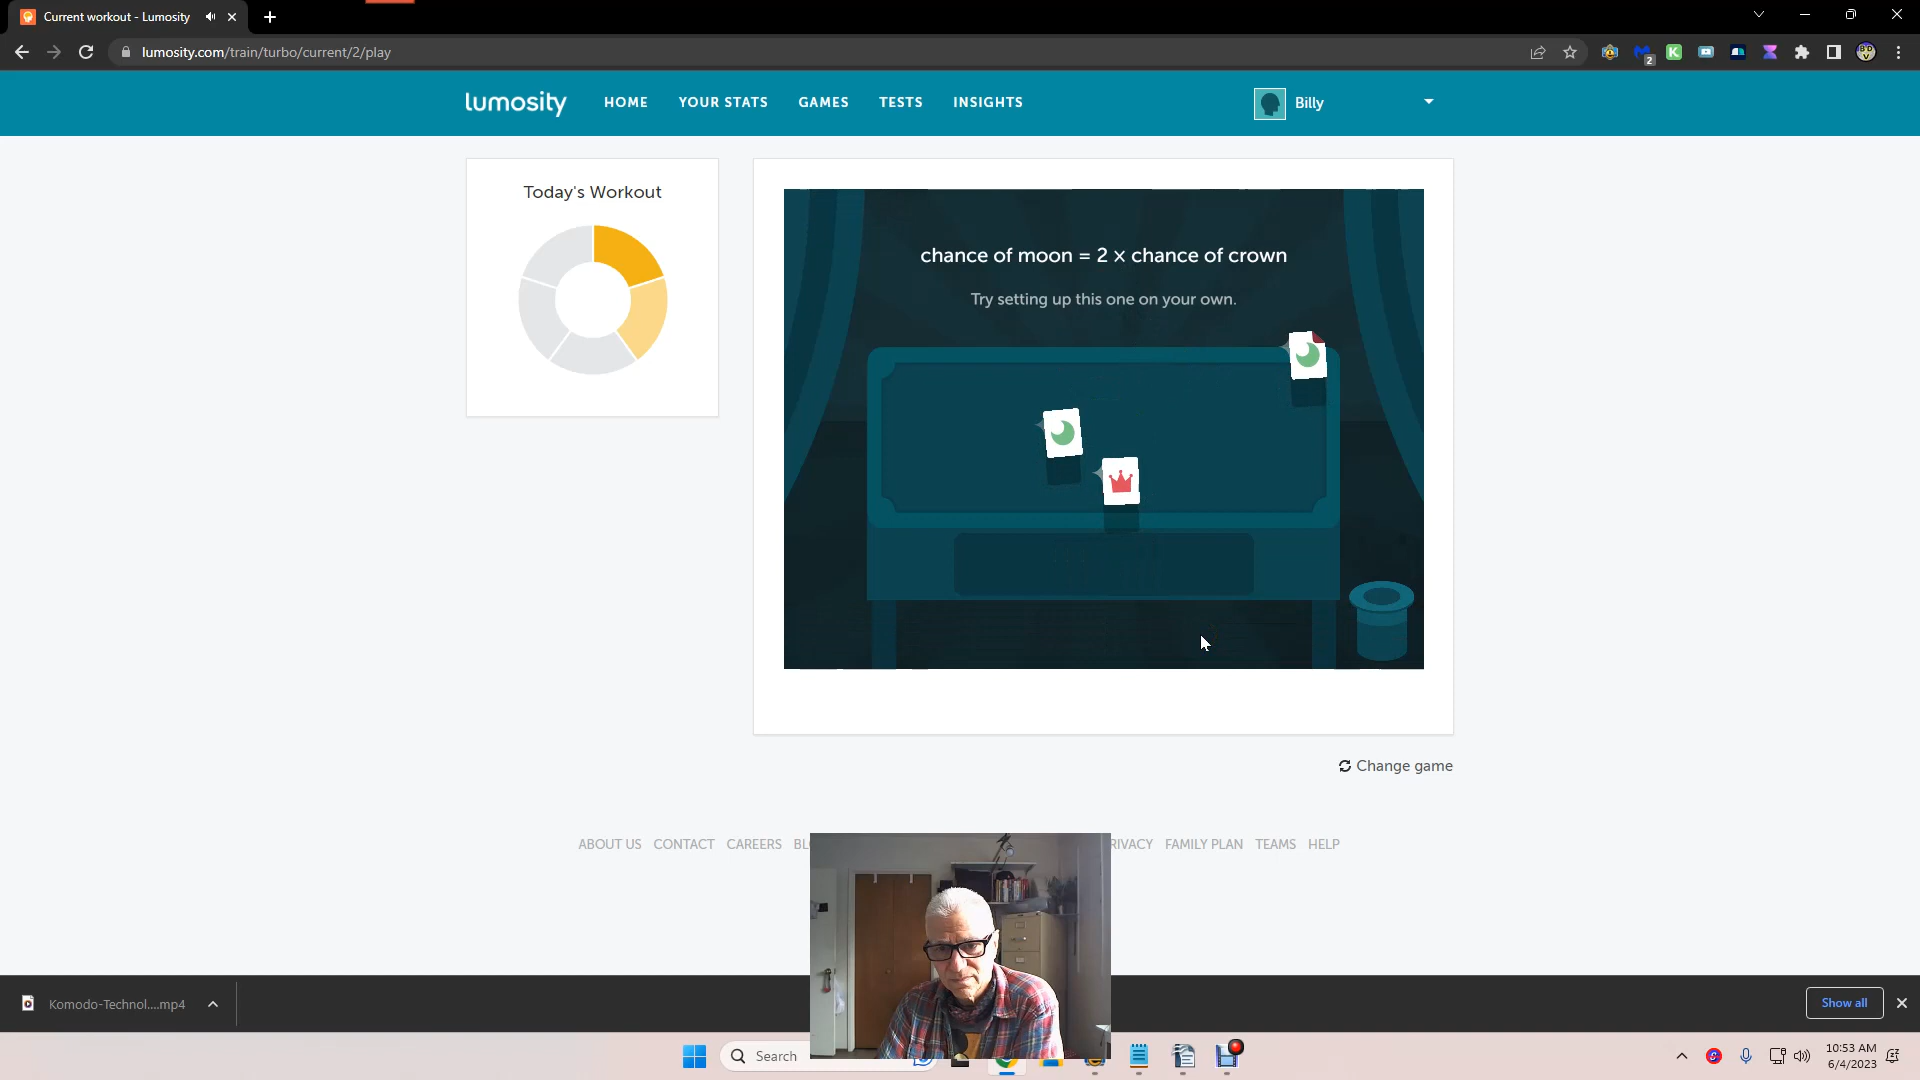 Current workout - Lumosity
lumosity.com/train/turbo/current/2/play
2
lumosity HOME YOUR STATS GAMES TESTS INSIGHTS Billy
Today's Workout
chance of moon = 2 × chance of crown
Try setting up this one on your own.
Change game
ABOUT US CONTACT CAREERS FAMILY PLAN TEAMS HELP
Komodo-Technol....mp4
Show all
Search
10:53 AM
6/4/2023